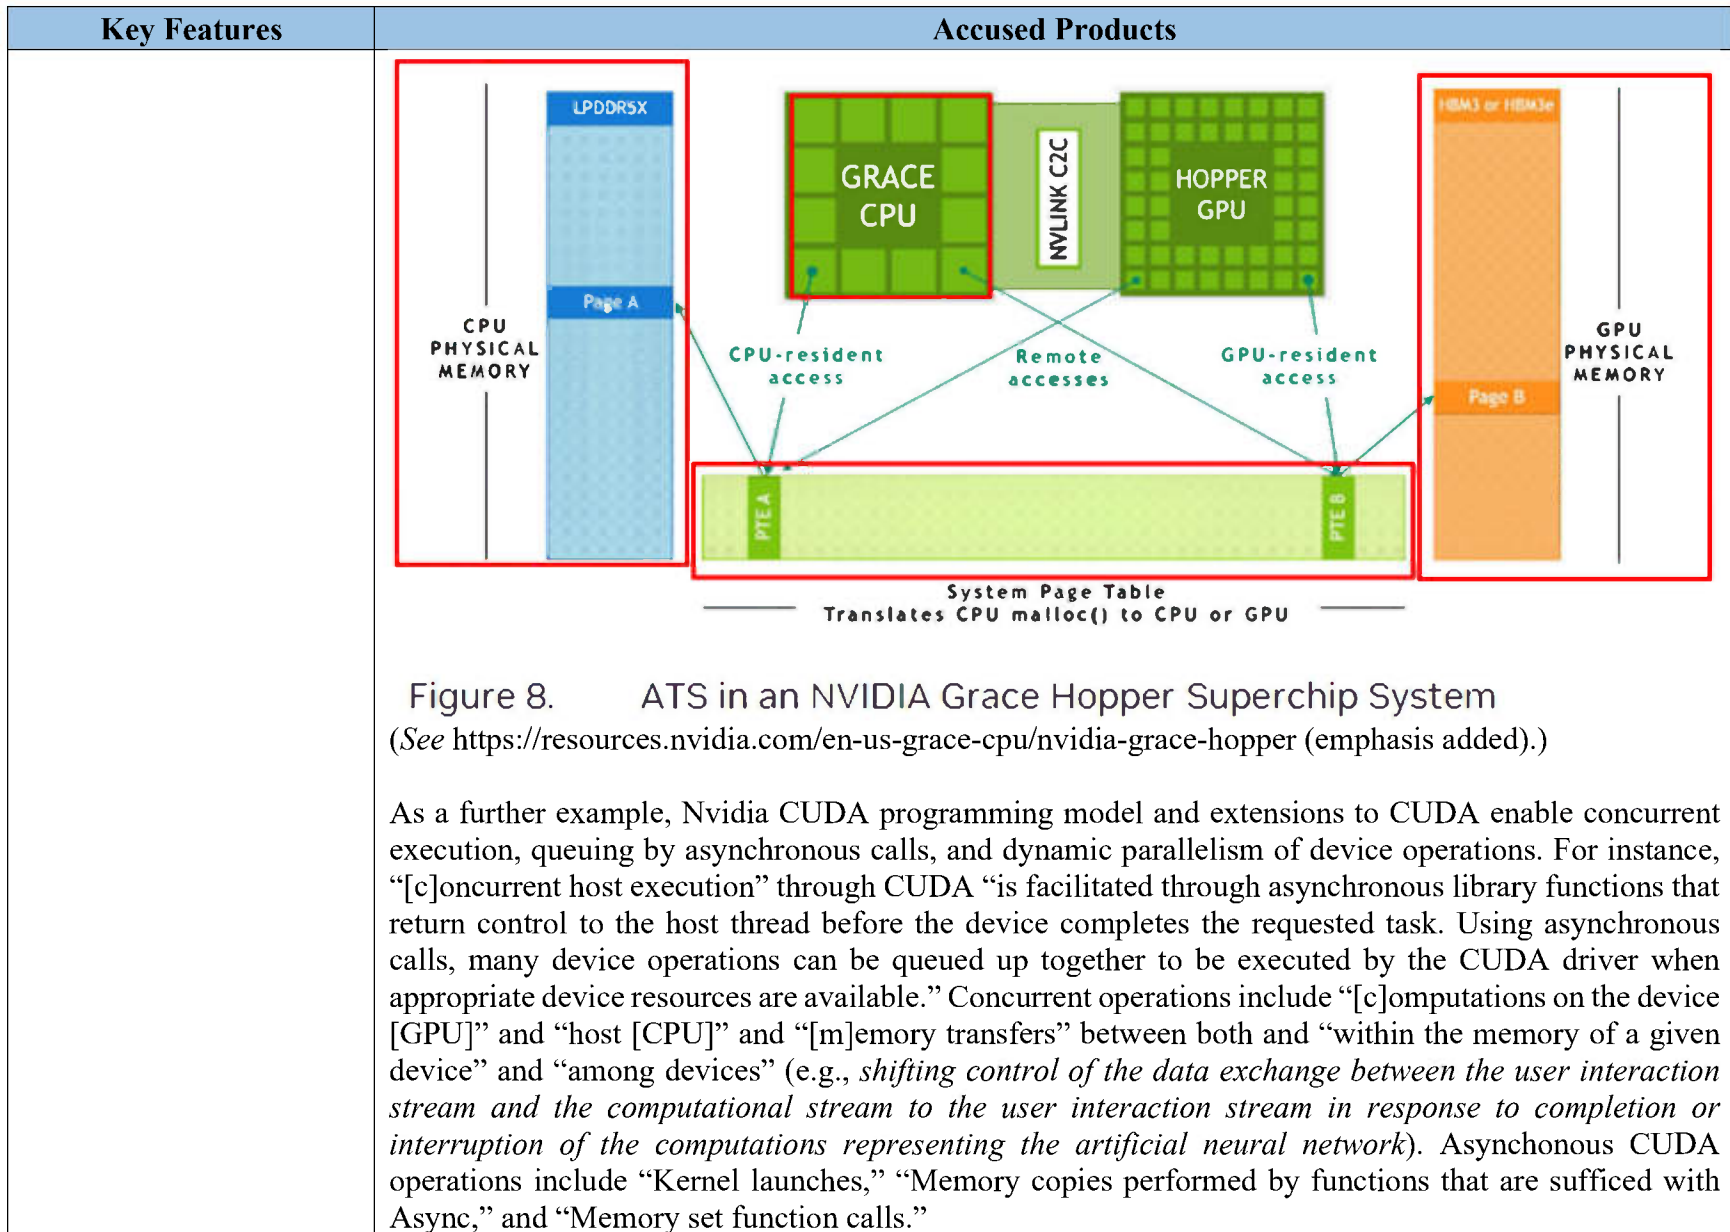 Key Features
Accused Products
LPDDR5X
HBM3 or HBM3e
GRACE
CPU
NVLINK C2C
HOPPER
GPU
Page A
CPU
PHYSICAL
MEMORY
GPU
PHYSICAL
MEMORY
CPU-resident
access
Remote
accesses
GPU-resident
access
Page B
PTE A
PTE B
System Page Table
Translates CPU malloc() to CPU or GPU
Figure 8. ATS in an NVIDIA Grace Hopper Superchip System
(See https://resources.nvidia.com/en-us-grace-cpu/nvidia-grace-hopper (emphasis added).)
As a further example, Nvidia CUDA programming model and extensions to CUDA enable concurrent
execution, queuing by asynchronous calls, and dynamic parallelism of device operations. For instance,
“[c]oncurrent host execution” through CUDA “is facilitated through asynchronous library functions that
return control to the host thread before the device completes the requested task. Using asynchronous
calls, many device operations can be queued up together to be executed by the CUDA driver when
appropriate device resources are available.” Concurrent operations include “[c]omputations on the device
[GPU]” and “host [CPU]” and “[m]emory transfers” between both and “within the memory of a given
device” and “among devices” (e.g., shifting control of the data exchange between the user interaction
stream and the computational stream to the user interaction stream in response to completion or
interruption of the computations representing the artificial neural network). Asynchonous CUDA
operations include “Kernel launches,” “Memory copies performed by functions that are sufficed with
Async,” and “Memory set function calls.”